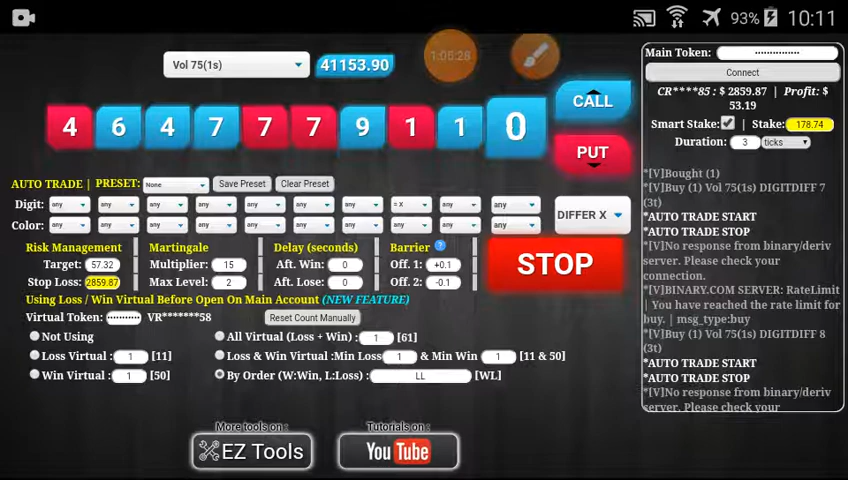 93% 10:11
Vol 75(1s)
41153.90
1:05:28
4 6 4 7 7 7 9 1 1 0
CALL
PUT
AUTO TRADE | PRESET: None Save Preset Clear Preset
Digit: any any any any any any any = X any any
Color: any any any any any any any any any any
DIFFER X
Risk Management Martingale Delay (seconds) Barrier ?
Target: 57.32 Multiplier: 15 Aft. Win: 0 Off. 1: +0.1
Stop Loss: 2859.87 Max Level: 2 Aft. Lose: 0 Off. 2: -0.1
STOP
Using Loss / Win Virtual Before Open On Main Account (NEW FEATURE)
Virtual Token: •••••••••• VR*******58 Reset Count Manually
Not Using All Virtual (Loss + Win) : 1 [61]
Loss Virtual : 1 [11] Loss & Win Virtual :Min Loss 1 & Min Win 1 [11 & 50]
Win Virtual : 1 [50] By Order (W:Win, L:Loss) : LL [WL]
More tools on :
EZ Tools
Tutorials on :
YouTube
Main Token: •••••••••••••••
Connect
CR****85 : $ 2859.87 | Profit: $
53.19
Smart Stake: Stake: 178.74
Duration: 3 ticks
*[V]Bought (1)
*[V]Buy (1) Vol 75(1s) DIGITDIFF 7
(3t)
*AUTO TRADE START
*AUTO TRADE STOP
*[V]No response from binary/deriv
server. Please check your
connection.
*[V]BINARY.COM SERVER: RateLimit
| You have reached the rate limit for
buy. | msg_type:buy
*[V]Buy (1) Vol 75(1s) DIGITDIFF 8
(3t)
*AUTO TRADE START
*AUTO TRADE STOP
*[V]No response from binary/deriv
server. Please check your